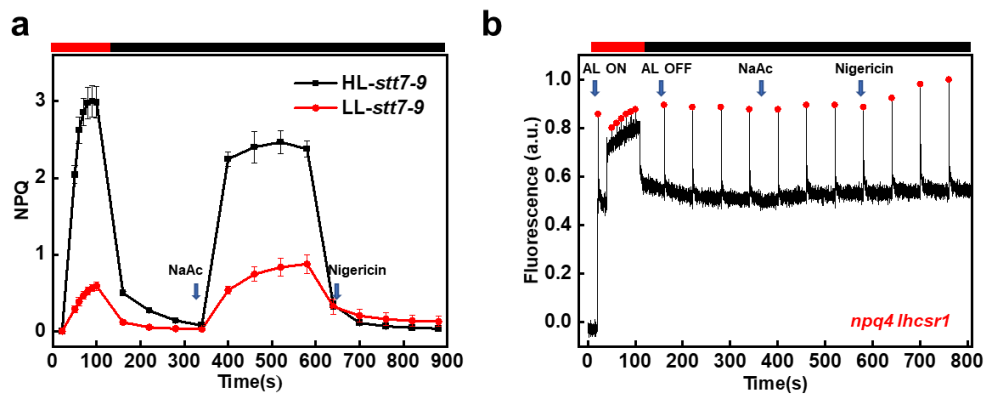 a
HL-stt7-9
LL-stt7-9
NaAc
Nigericin
NPQ
3
2
1
0
0 100 200 300 400 500 600 700 800 900
Time(s)
b
AL ON
AL OFF
NaAc
Nigericin
Fluorescence (a.u.)
1.0
0.8
0.6
0.4
0.2
0.0
npq4 lhcsr1
0 100 200 300 400 500 600 700 800
Time(s)